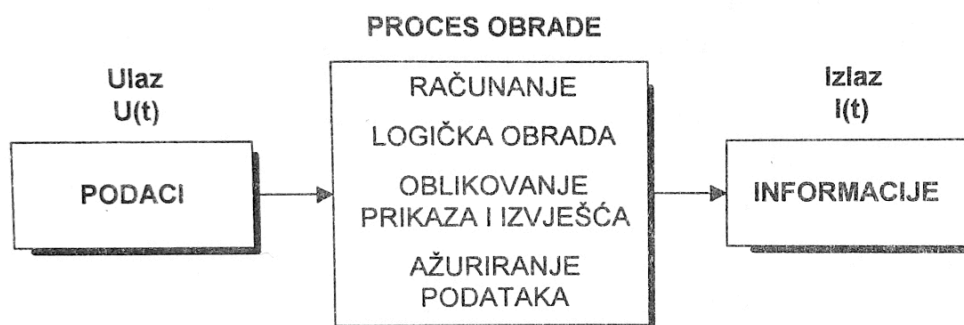 PROCES OBRADE
Ulaz
U(t)
PODACI
RAČUNANJE
LOGIČKA OBRADA
OBLIKOVANJE
PRIKAZA I IZVJEŠĆA
AŽURIRANJE
PODATAKA
Izlaz
I(t)
INFORMACIJE